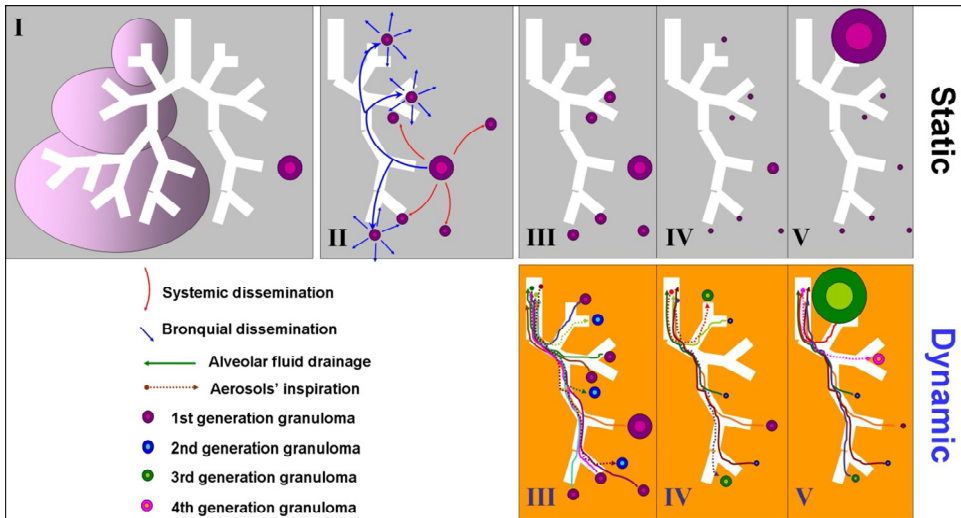 I
II
III
IV
V
Static
Systemic dissemination
Bronquial dissemination
Alveolar fluid drainage
Aerosols' inspiration
1st generation granuloma
2nd generation granuloma
3rd generation granuloma
4th generation granuloma
III
IV
V
Dynamic